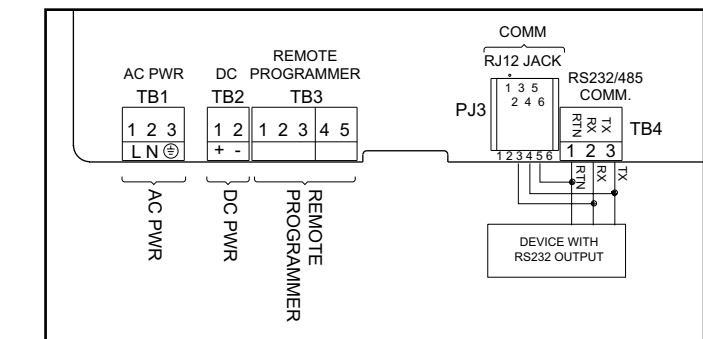 COMM
RJ12 JACK
REMOTE
AC PWR DC PROGRAMMER
TB1 TB2 TB3
1 2 3
L N
1 2
+ -
1 2 3 4 5
AC PWR
DC PWR
REMOTE
PROGRAMMER
PJ3
1 3 5
2 4 6
1 2 3 4 5 6
RS232/485
COMM.
TB4
RTN RX TX
1 2 3
RTN RX TX
DEVICE WITH
RS232 OUTPUT